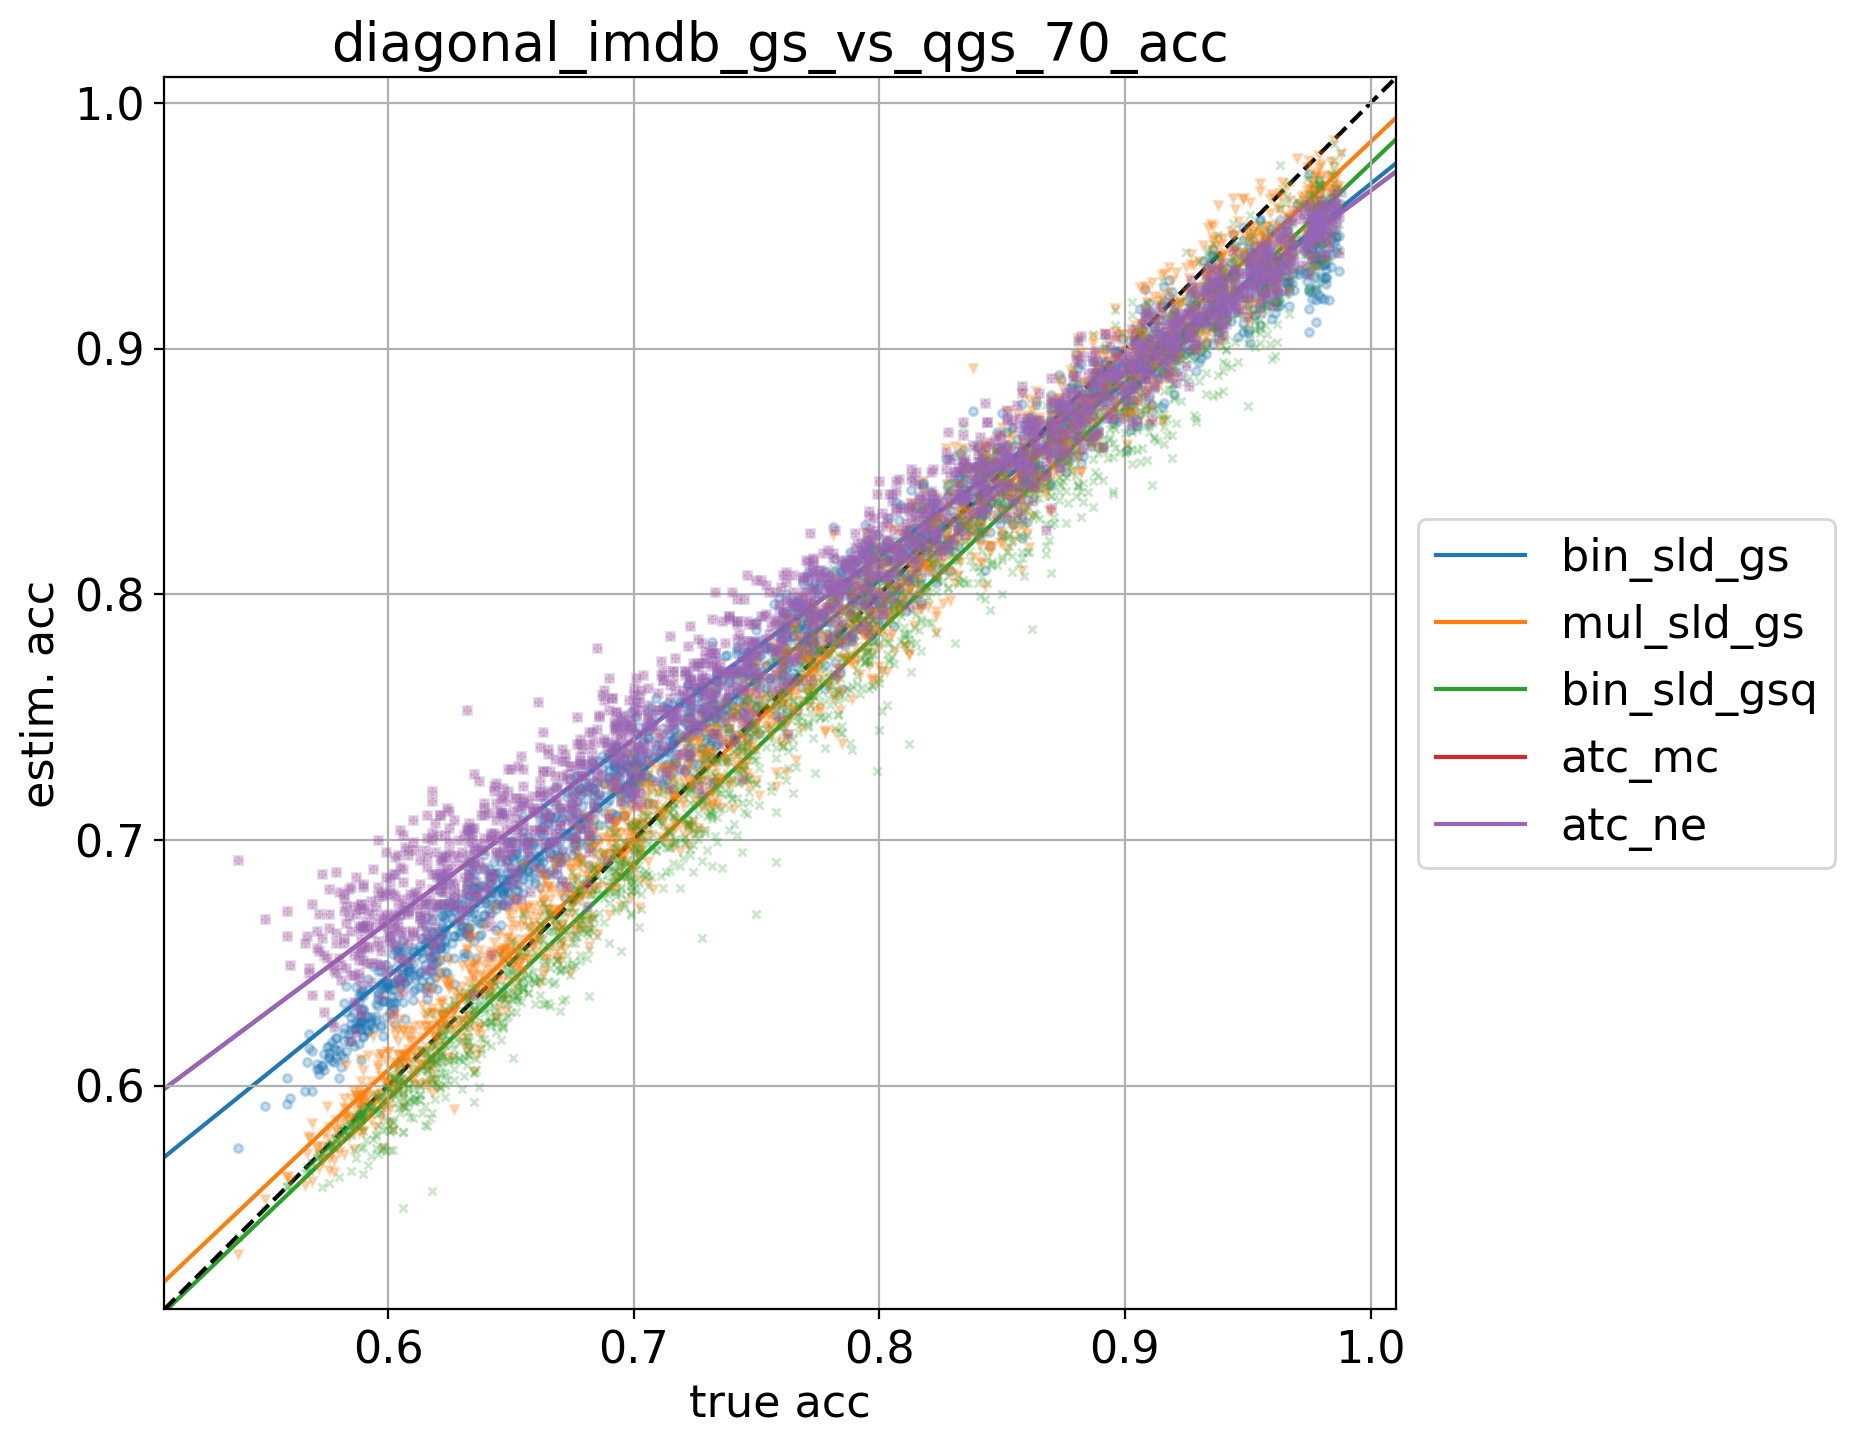 diagonal_imdb_gs_vs_qgs_70_acc
1.0
0.9
0.8
0.7
0.6
estim. acc
0.6
0.7
0.8
0.9
1.0
true acc
bin_sld_gs
mul_sld_gs
bin_sld_gsq
atc_mc
atc_ne